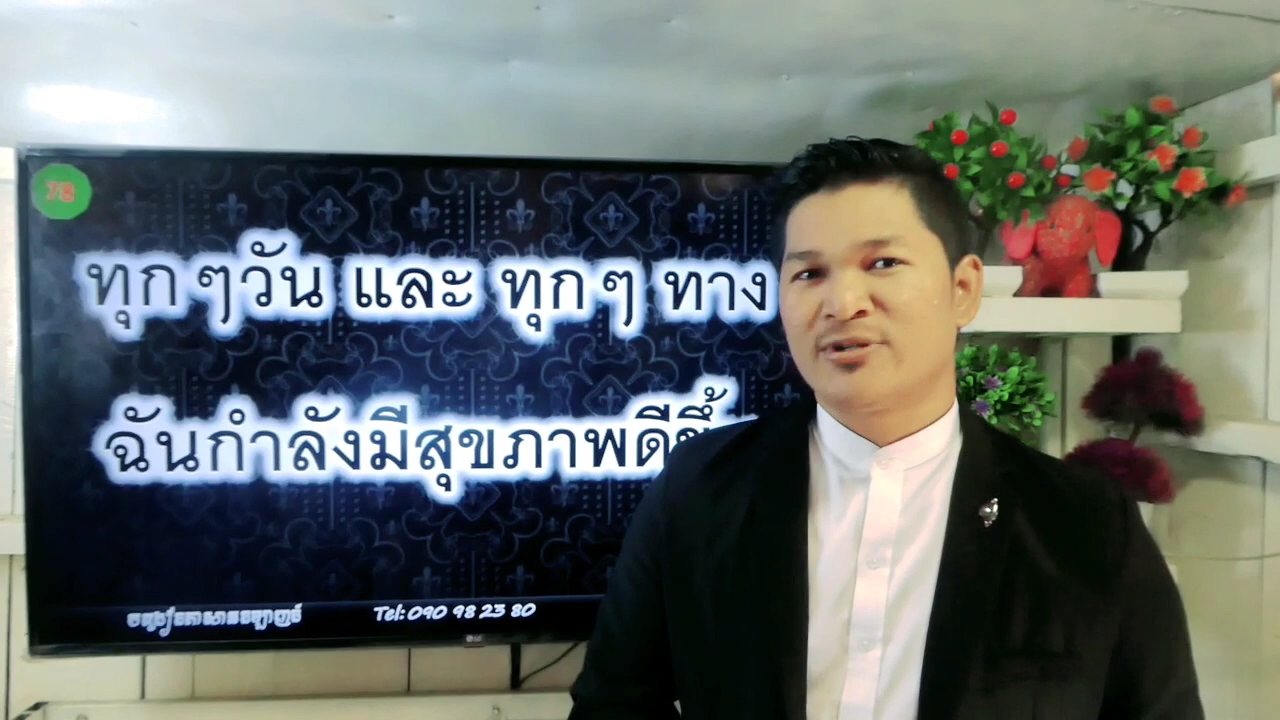 78
ทุก ๆวัน และ ทุก ๆ ทาง
ฉันกำลังมีสุขภาพดีขึ้
Tel: 090 98 23 80
LG